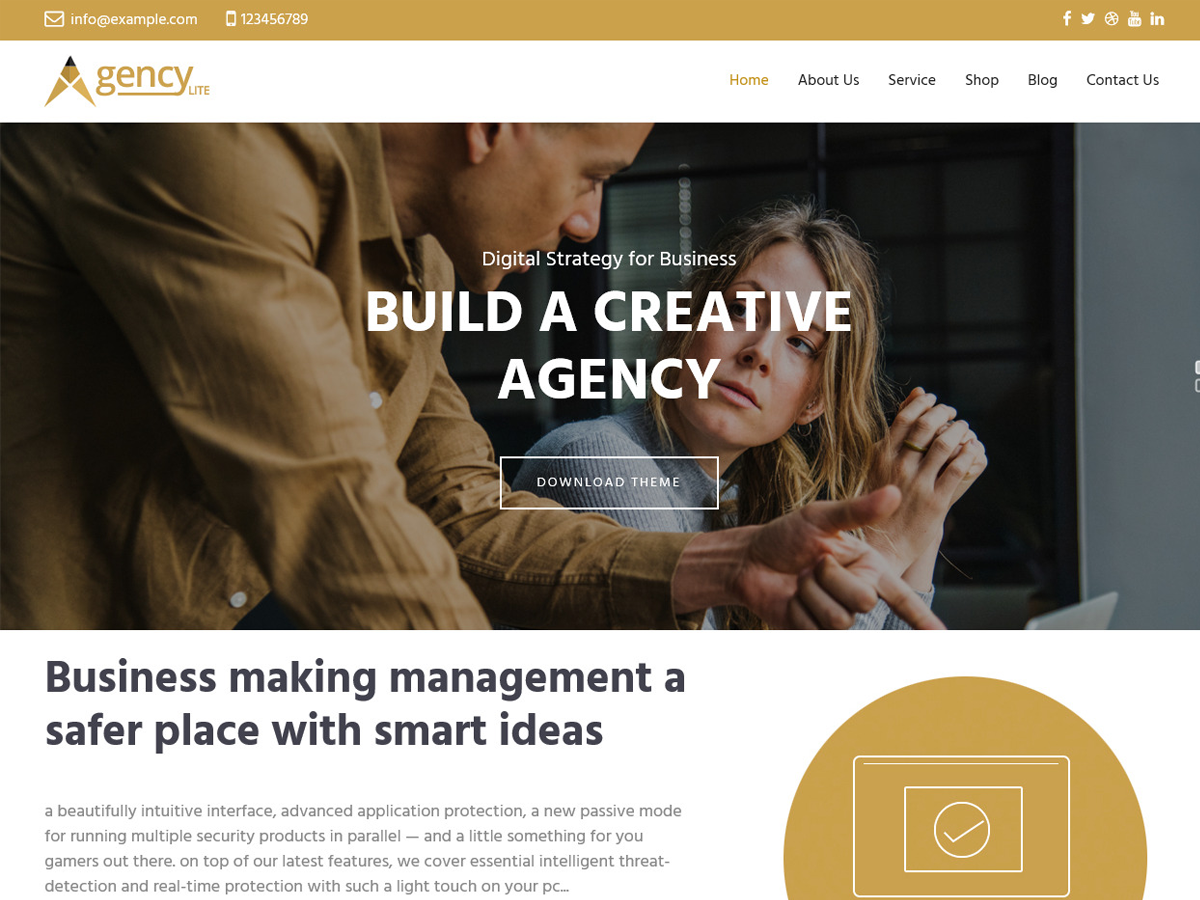 info@example.com 123456789
You Tube
gency LITE
Home About Us Service Shop Blog Contact Us
Digital Strategy for Business
BUILD A CREATIVE
AGENCY
DOWNLOAD THEME
Business making management a
safer place with smart ideas
a beautifully intuitive interface, advanced application protection, a new passive mode
for running multiple security products in parallel — and a little something for you
gamers out there. on top of our latest features, we cover essential intelligent threat-
detection and real-time protection with such a light touch on your pc...